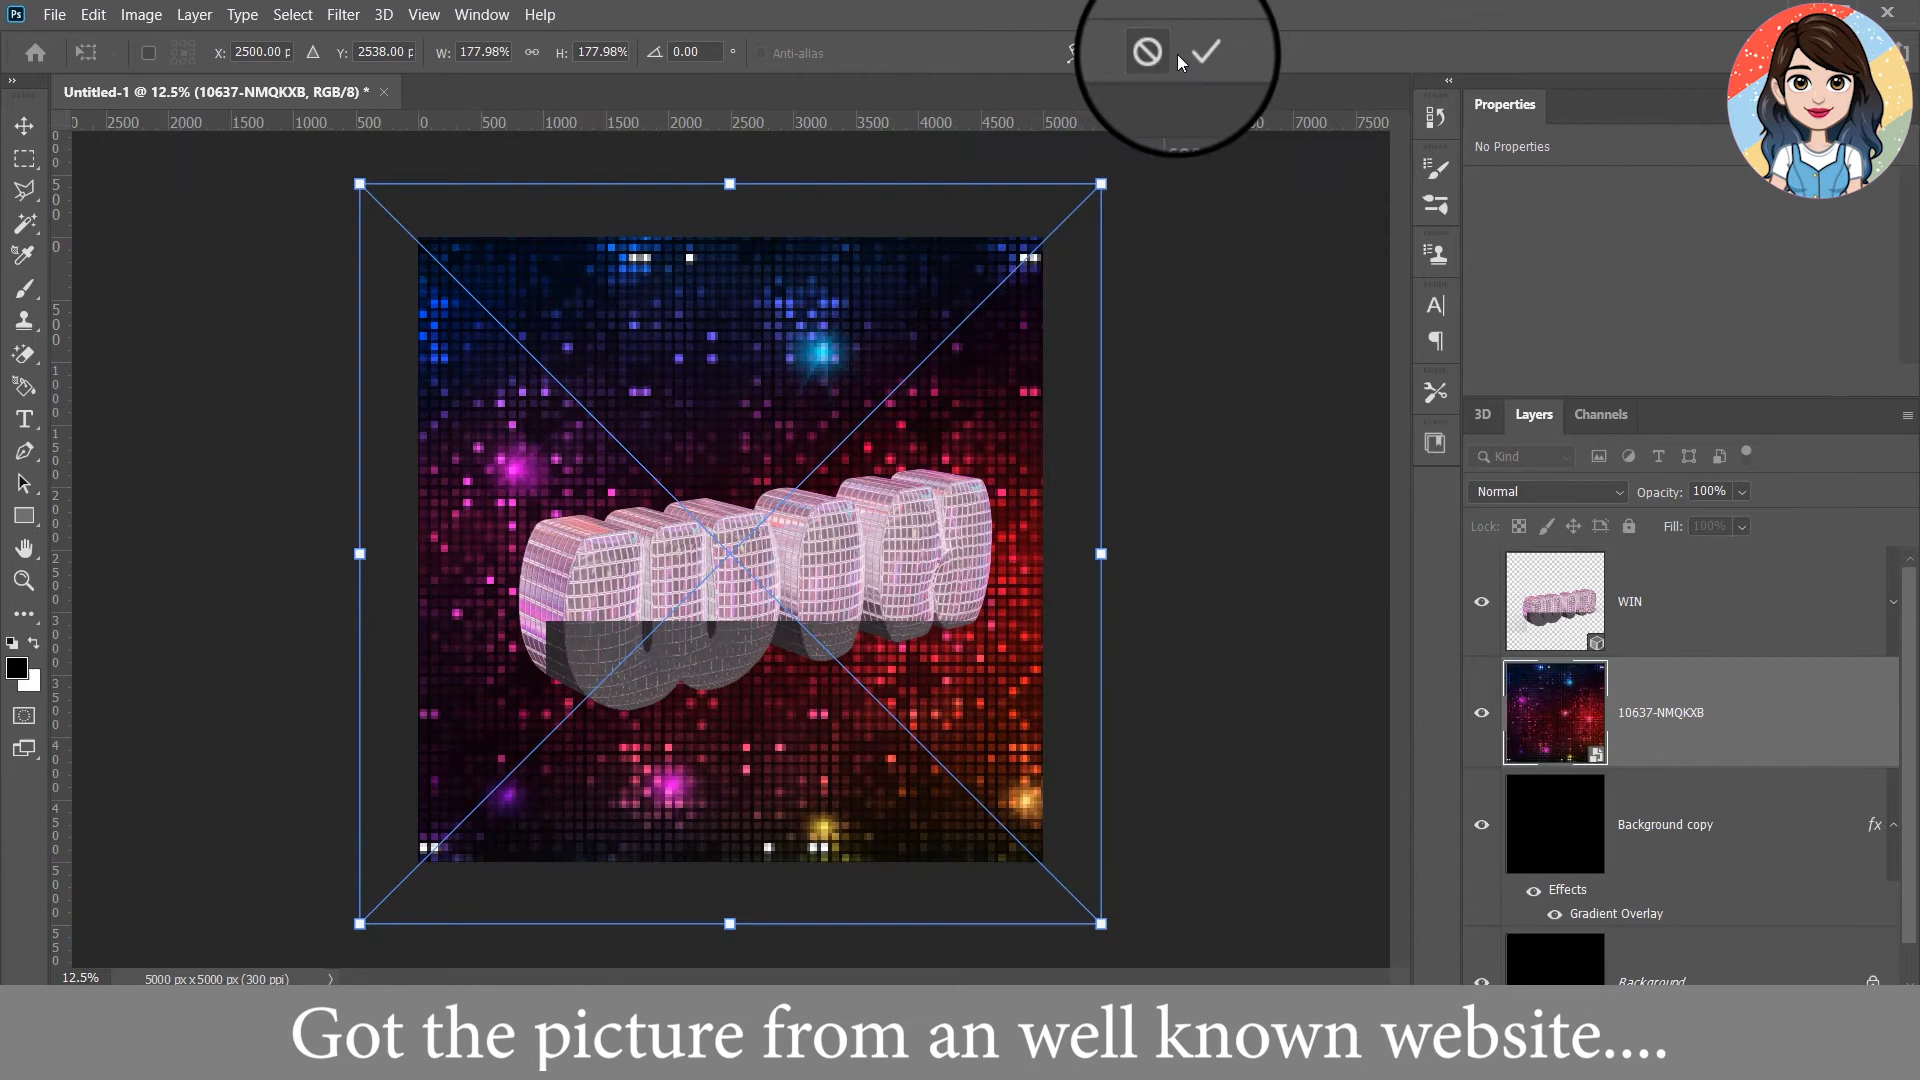 Ps File Edit Image Layer Type Select Filter 3D View Window Help
X: 2500.00 p Y: 2538.00 p W: 177.98% H: 177.98% 0.00 ° Anti-alias
Untitled-1 @ 12.5% (10637-NMQKXB, RGB/8) * ×
2500 2000 1500 1000 500 0 500 1000 1500 2000 2500 3000 3500 4000 4500 5000 7000 7500
Properties
No Properties
3D Layers Channels
Kind
Normal Opacity: 100%
Lock: Fill: 100%
WIN
10637-NMQKXB
Background copy fx
Effects
Gradient Overlay
Background
12.5% 5000 px x 5000 px (300 ppi)
Got the picture from an well known website....